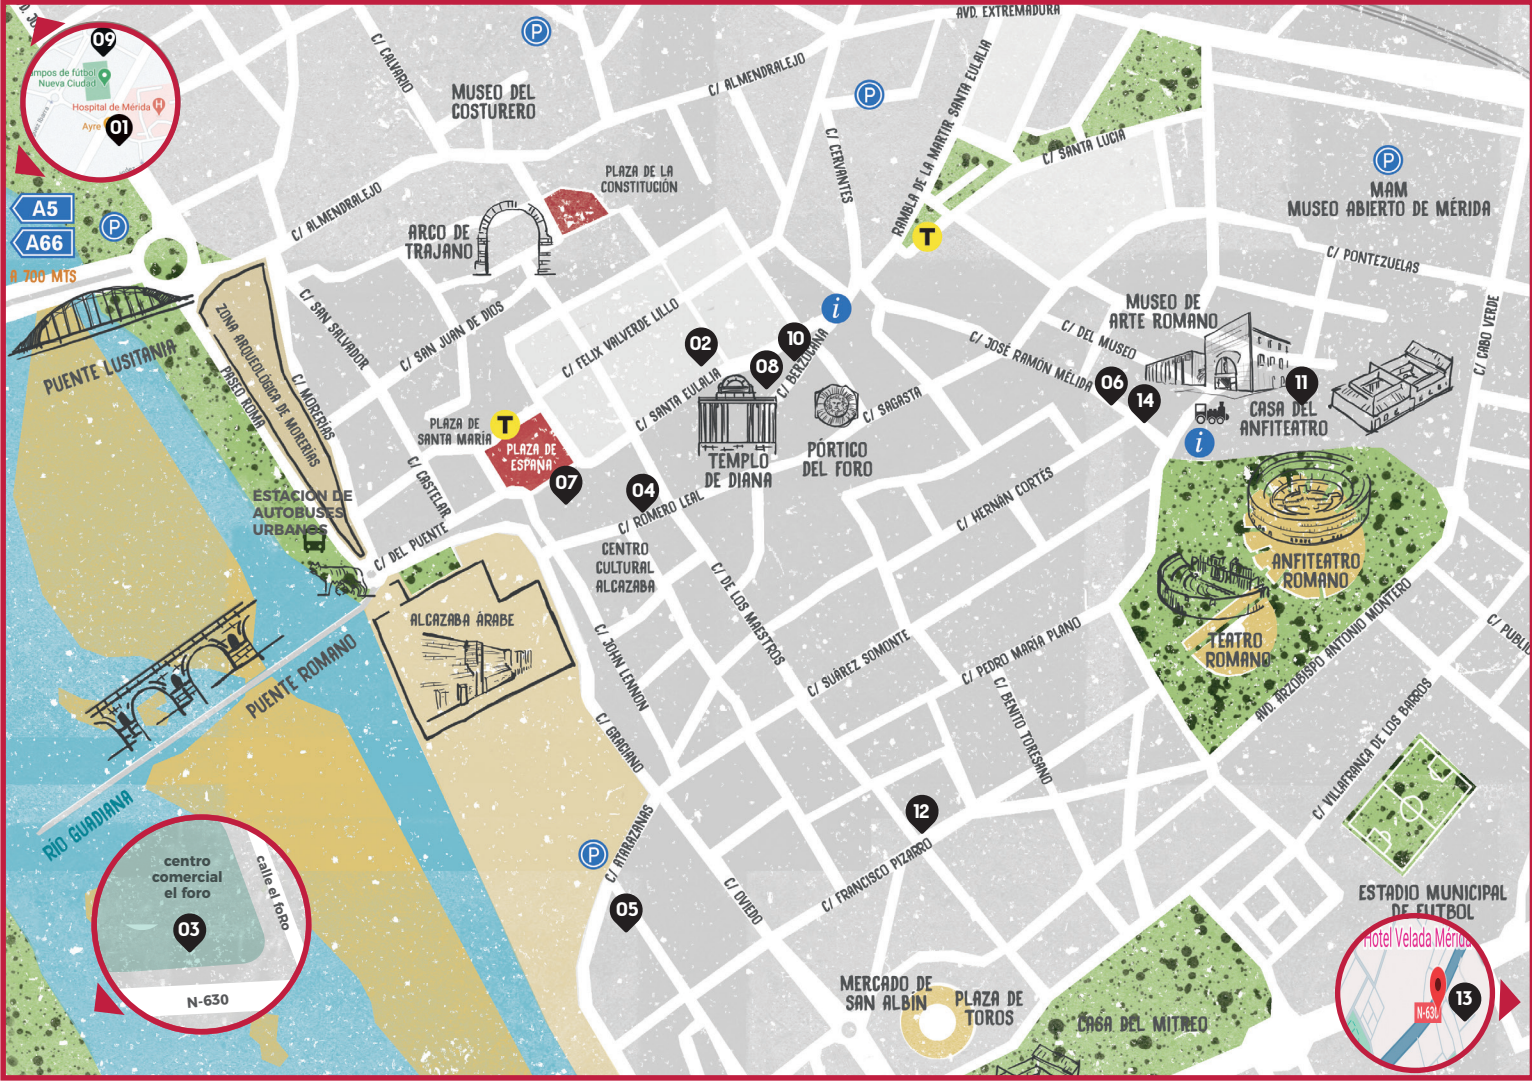 AVD. EXTREMADURA
09
mpos de fútbol
Nueva Ciudad
Hospital de Mérida
H
Ayre
01
P
C/ CALVARIO
MUSEO DEL
COSTURERO
C/ ALMENDRALEJO
P
C/ CERVANTES
RAMBLA DE LA MARTIR SANTA EULALIA
C/ SANTA LUCIA
P
MAM
MUSEO ABIERTO DE MÉRIDA
PLAZA DE LA
CONSTITUCIÓN
C/ ALMENDRALEJO
ARCO DE
TRAJANO
A5
A66
P
A 700 MTS
T
C/ PONTEZUELAS
C/ CABO VERDE
PUENTE LUSITANIA
ZONA ARQUEOLÓGICA DE MORERÍAS
PASEO ROMA
C/ MORERÍAS
C/ SAN SALVADOR
C/ SAN JUAN DE DIOS
C/ FELIX VALVERDE LILLO
02
10
08
i
C/ BERZOCANA
C/ SANTA EULALIA
C/ SAGASTA
MUSEO DE
ARTE ROMANO
C/ DEL MUSEO
C/ JOSÉ RAMÓN MÉLIDA
06
14
11
CASA DEL
ANFITEATRO
i
PLAZA DE
SANTA MARÍA
T
PLAZA DE
ESPAÑA
07
04
TEMPLO
DE DIANA
PÓRTICO
DEL FORO
C/ CASTELAR
C/ ROMERO LEAL
C/ HERNÁN CORTÉS
ESTACIÓN DE
AUTOBUSES
URBANOS
C/ DEL PUENTE
CENTRO
CULTURAL
ALCAZABA
C/ DE LOS MAESTROS
ANFITEATRO
ROMANO
TEATRO
ROMANO
AVD. ARZOBISPO ANTONIO MONTERO
ALCAZABA ÁRABE
C/ JOHN LENNON
C/ SUÁREZ SOMONTE
C/ PEDRO MARÍA PLANO
C/ BENITO TORESANO
PUENTE ROMANO
C/ GRACIANO
C/ VILLAFRANCA DE LOS BARROS
C/ PUBLI
RIO GUADIANA
12
C/ FRANCISCO PIZARRO
P
C/ ATARAZANAS
05
C/ OVIEDO
centro
comercial
el foro
calle el foRo
03
N-630
ESTADIO MUNICIPAL
DE FUTBOL
Hotel Velada Mérida
N-630
13
MERCADO DE
SAN ALBÍN
PLAZA DE
TOROS
CASA DEL MITREO